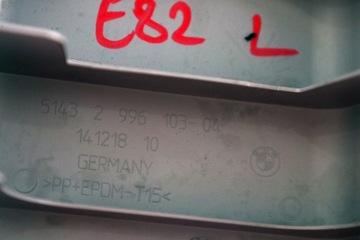 E82 L
5143 2 996 103-04
141218 10
GERMANY
>PP+EPDM-T15<